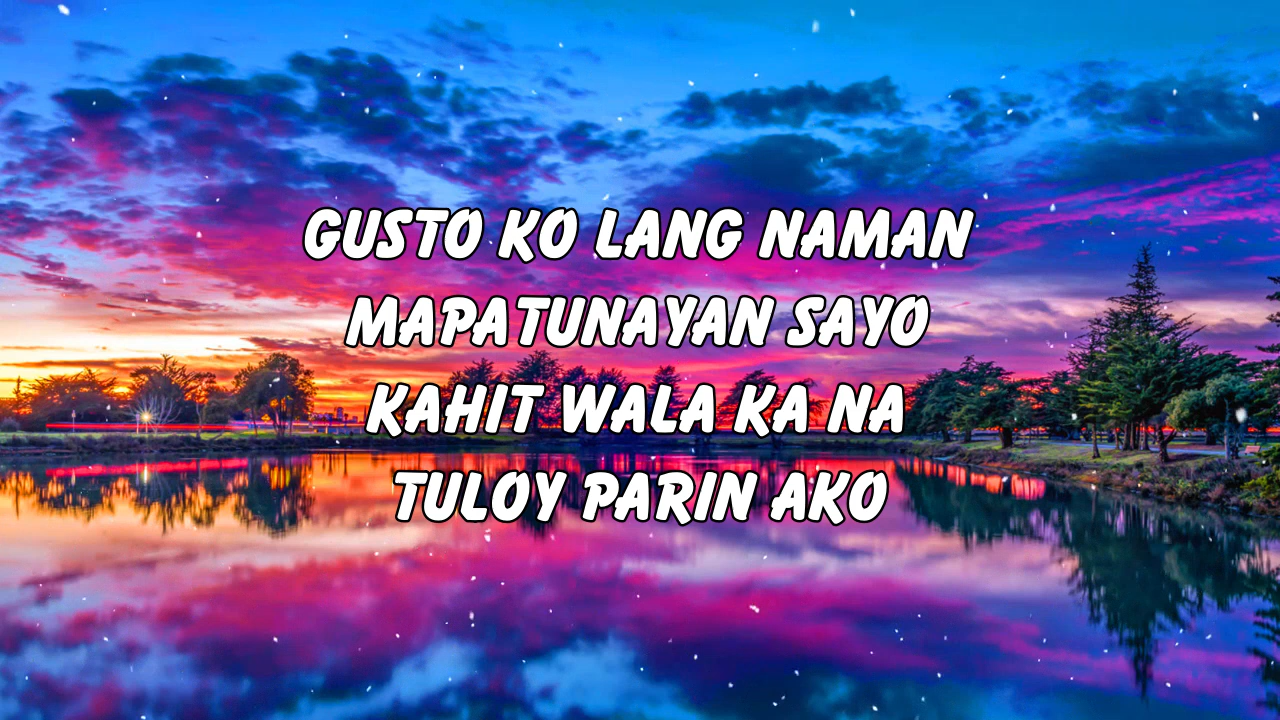 GUSTO KO LANG NAMAN
MAPATUNAYAN SAYO
KAHIT WALA KA NA
TULOY PARIN AKO